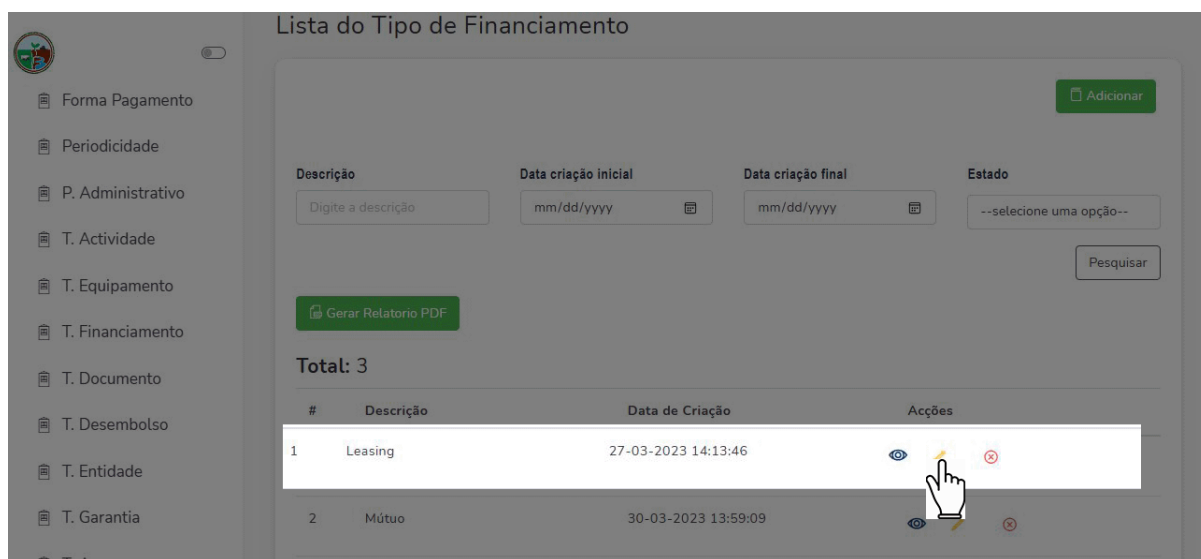 Lista do Tipo de Financiamento
Forma Pagamento
Periodicidade
P. Administrativo
T. Actividade
T. Equipamento
T. Financiamento
T. Documento
T. Desembolso
T. Entidade
T. Garantia
Adicionar
Descrição Data criação inicial Data criação final Estado
Digite a descrição mm/dd/yyyy mm/dd/yyyy --selecione uma opção--
Pesquisar
Gerar Relatorio PDF
Total: 3
# Descrição Data de Criação Acções
1 Leasing 27-03-2023 14:13:46
2 Mútuo 30-03-2023 13:59:09